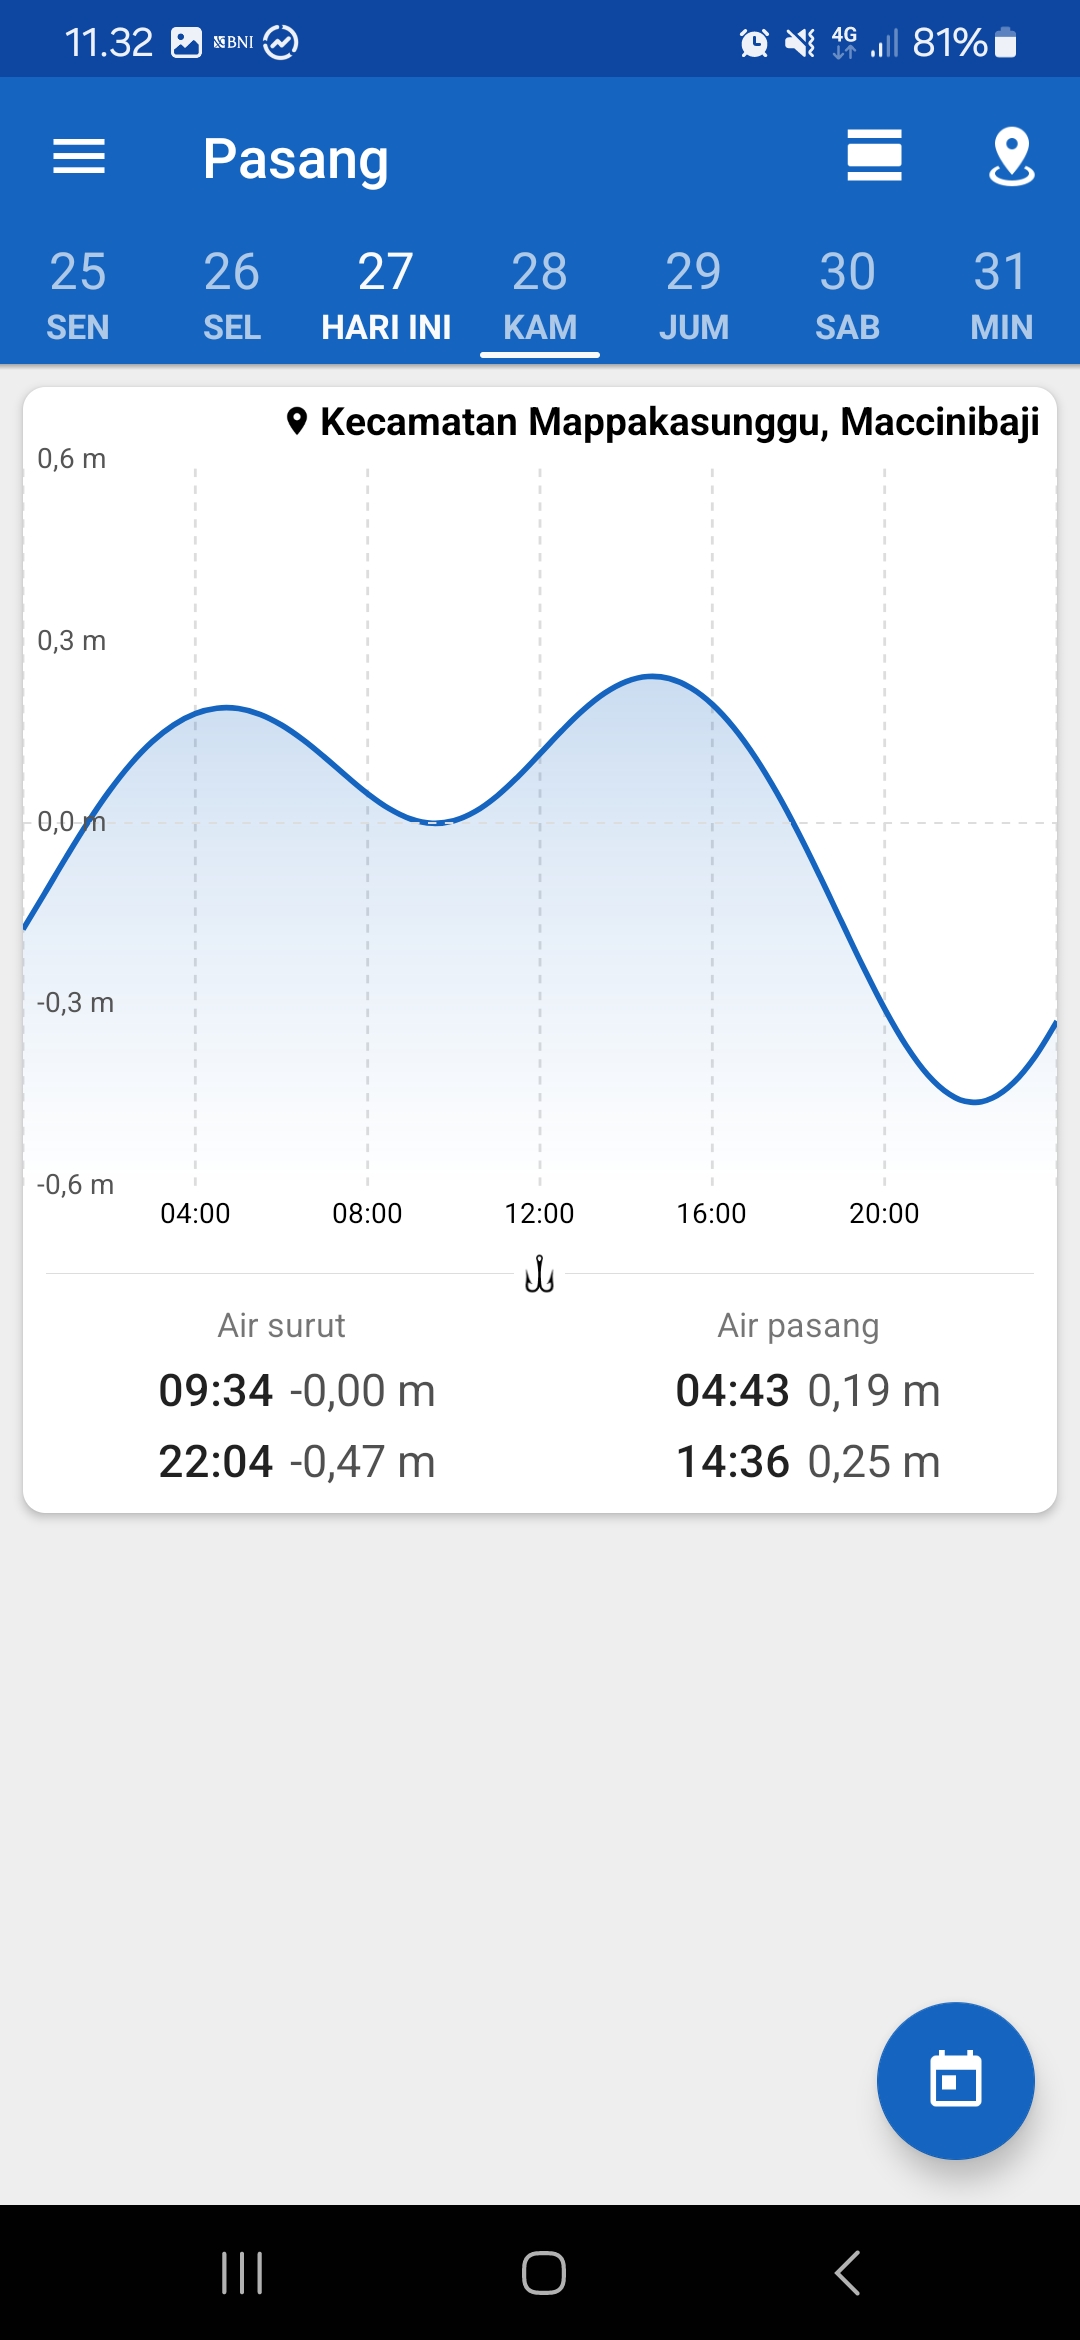 11.32 BNI 4G 81%
Pasang
25 26 27 28 29 30 31
SEN SEL HARI INI KAM JUM SAB MIN
Kecamatan Mappakasunggu, Maccinibaji
0,6 m
0,3 m
0,0 m
-0,3 m
-0,6 m
04:00 08:00 12:00 16:00 20:00
Air surut Air pasang
09:34 -0,00 m 04:43 0,19 m
22:04 -0,47 m 14:36 0,25 m